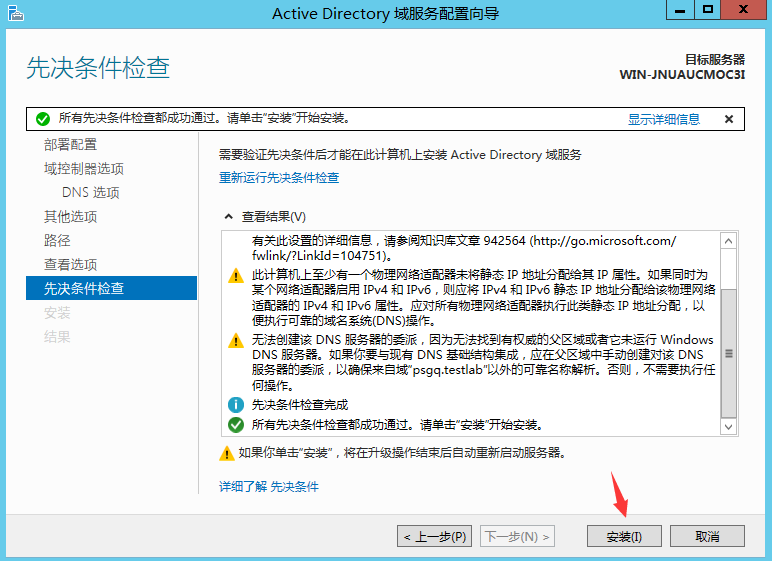 Active Directory 域服务配置向导
先决条件检查
目标服务器
WIN-JNUAUCMOC3I
所有先决条件检查都成功通过。请单击"安装"开始安装。
显示详细信息
部署配置
域控制器选项
DNS 选项
其他选项
路径
查看选项
先决条件检查
安装
结果
需要验证先决条件后才能在此计算机上安装 Active Directory 域服务
重新运行先决条件检查
查看结果(V)
有关此设置的详细信息，请参阅知识库文章 942564 (http://go.microsoft.com/
fwlink/?LinkId=104751)。
此计算机上至少有一个物理网络适配器未将静态 IP 地址分配给其 IP 属性。如果同时为
某个网络适配器启用 IPv4 和 IPv6，则应将 IPv4 和 IPv6 静态 IP 地址分配给该物理网络
适配器的 IPv4 和 IPv6 属性。应对所有物理网络适配器执行此类静态 IP 地址分配，以
便执行可靠的域名系统(DNS)操作。
无法创建该 DNS 服务器的委派，因为无法找到有权威的父区域或者它未运行 Windows
DNS 服务器。如果你要与现有 DNS 基础结构集成，应在父区域中手动创建对该 DNS
服务器的委派，以确保来自域"psgq.testlab"以外的可靠名称解析。否则，不需要执行任
何操作。
先决条件检查完成
所有先决条件检查都成功通过。请单击"安装"开始安装。
如果你单击"安装"，将在升级操作结束后自动重新启动服务器。
详细了解 先决条件
< 上一步(P)
下一步(N) >
安装(I)
取消